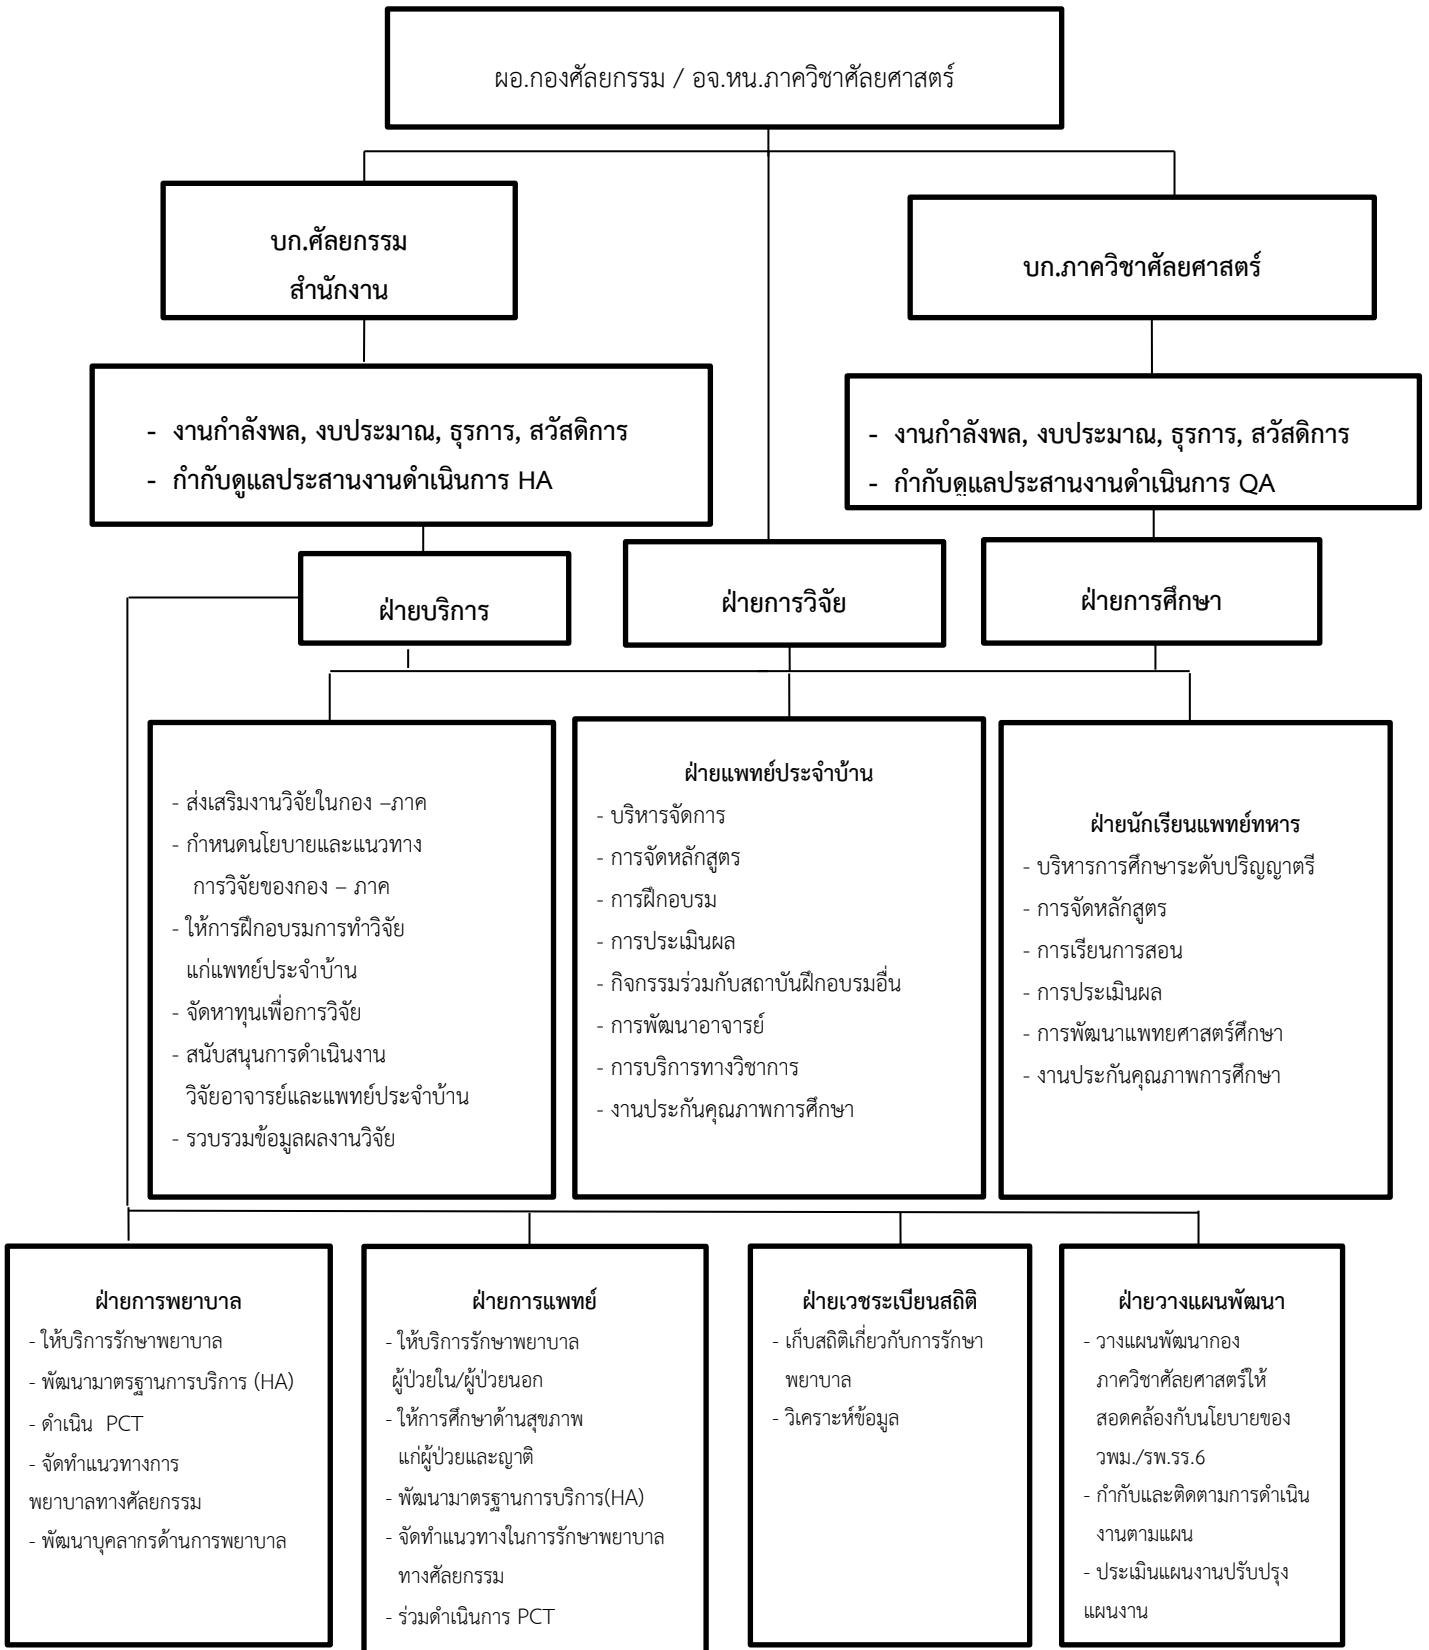 ผอ.กองศัลยกรรม / อจ.หน.ภาควิชาศัลยศาสตร์
บก.ศัลยกรรม
สำนักงาน
บก.ภาควิชาศัลยศาสตร์
- งานกำลังพล, งบประมาณ, ธุรการ, สวัสดิการ
- กำกับดูแลประสานงานดำเนินการ HA
- งานกำลังพล, งบประมาณ, ธุรการ, สวัสดิการ
- กำกับดูแลประสานงานดำเนินการ QA
ฝ่ายบริการ
ฝ่ายการวิจัย
ฝ่ายการศึกษา
- ส่งเสริมงานวิจัยในกอง –ภาค
- กำหนดนโยบายและแนวทาง
การวิจัยของกอง – ภาค
- ให้การฝึกอบรมการทำวิจัย
แก่แพทย์ประจำบ้าน
- จัดหาทุนเพื่อการวิจัย
- สนับสนุนการดำเนินงาน
วิจัยอาจารย์และแพทย์ประจำบ้าน
- รวบรวมข้อมูลผลงานวิจัย
ฝ่ายแพทย์ประจำบ้าน
- บริหารจัดการ
- การจัดหลักสูตร
- การฝึกอบรม
- การประเมินผล
- กิจกรรมร่วมกับสถาบันฝึกอบรมอื่น
- การพัฒนาอาจารย์
- การบริการทางวิชาการ
- งานประกันคุณภาพการศึกษา
ฝ่ายนักเรียนแพทย์ทหาร
- บริหารการศึกษาระดับปริญญาตรี
- การจัดหลักสูตร
- การเรียนการสอน
- การประเมินผล
- การพัฒนาแพทยศาสตร์ศึกษา
- งานประกันคุณภาพการศึกษา
ฝ่ายการพยาบาล
- ให้บริการรักษาพยาบาล
- พัฒนามาตรฐานการบริการ (HA)
- ดำเนิน PCT
- จัดทำแนวทางการ
พยาบาลทางศัลยกรรม
- พัฒนาบุคลากรด้านการพยาบาล
ฝ่ายการแพทย์
- ให้บริการรักษาพยาบาล
ผู้ป่วยใน/ผู้ป่วยนอก
- ให้การศึกษาด้านสุขภาพ
แก่ผู้ป่วยและญาติ
- พัฒนามาตรฐานการบริการ(HA)
- จัดทำแนวทางในการรักษาพยาบาล
ทางศัลยกรรม
- ร่วมดำเนินการ PCT
ฝ่ายเวชระเบียนสถิติ
- เก็บสถิติเกี่ยวกับการรักษา
พยาบาล
- วิเคราะห์ข้อมูล
ฝ่ายวางแผนพัฒนา
- วางแผนพัฒนากอง
ภาควิชาศัลยศาสตร์ให้
สอดคล้องกับนโยบายของ
วพม./รพ.รร.6
- กำกับและติดตามการดำเนิน
งานตามแผน
- ประเมินแผนงานปรับปรุง
แผนงาน